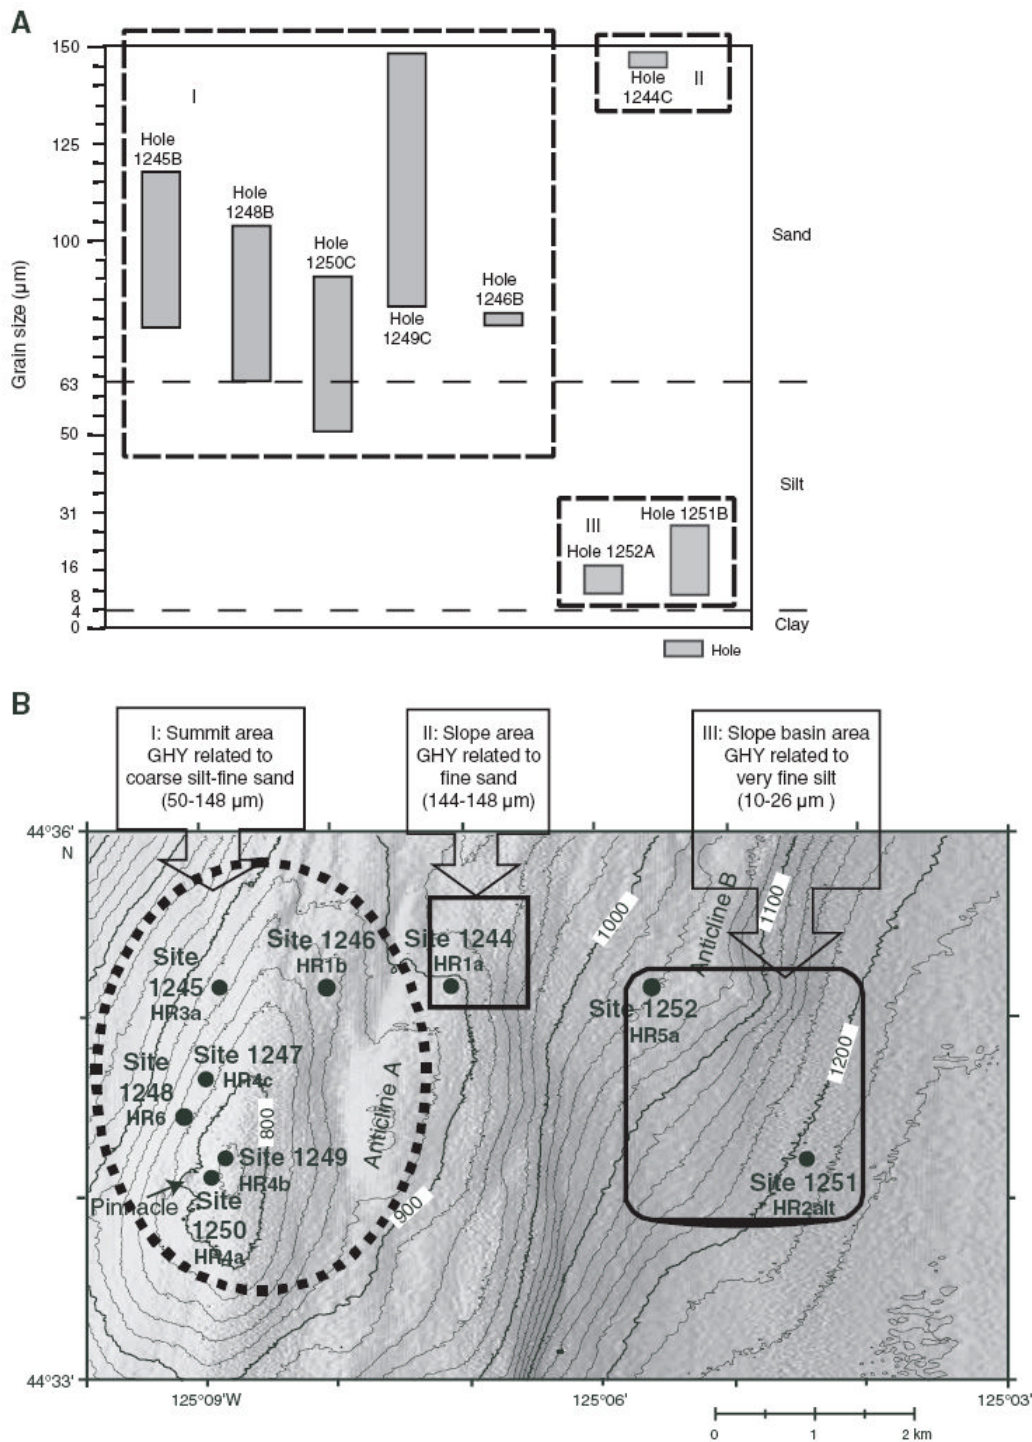 A
150
125
100
63
50
31
16
8
4
0
Grain size (µm)
I
Hole
1245B
Hole
1248B
Hole
1250C
Hole
1249C
Hole
1246B
Hole
1244C
II
III
Hole 1252A
Hole 1251B
Sand
Silt
Clay
Hole
B
I: Summit area
GHY related to
coarse silt-fine sand
(50-148 µm)
II: Slope area
GHY related to
fine sand
(144-148 µm)
III: Slope basin area
GHY related to
very fine silt
(10-26 µm )
44°36'
N
Site 1246
HR1b
Site 1244
HR1a
Site
1245
HR3a
1000
Anticline B
1100
Site 1252
HR5a
Site 1247
HR4c
Site
1248
HR6
800
Anticline A
1200
Site 1249
HR4b
Pinnacle
Site
1250
HR4a
900
Site 1251
HR2alt
44°33'
125°09'W
125°06'
125°03'
0
1
2 km